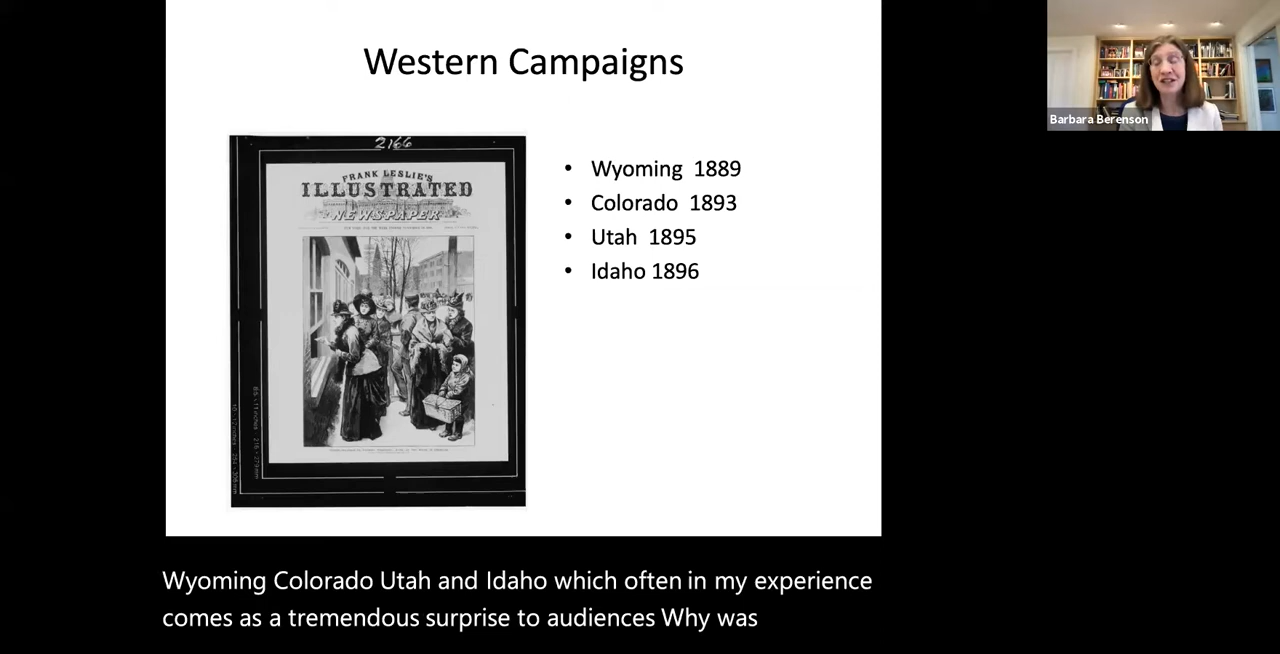 Western Campaigns
2166
FRANK LESLIE'S
ILLUSTRATED
NEWSPAPER
• Wyoming 1889
• Colorado 1893
• Utah 1895
• Idaho 1896
Barbara Berenson
Wyoming Colorado Utah and Idaho which often in my experience
comes as a tremendous surprise to audiences Why was